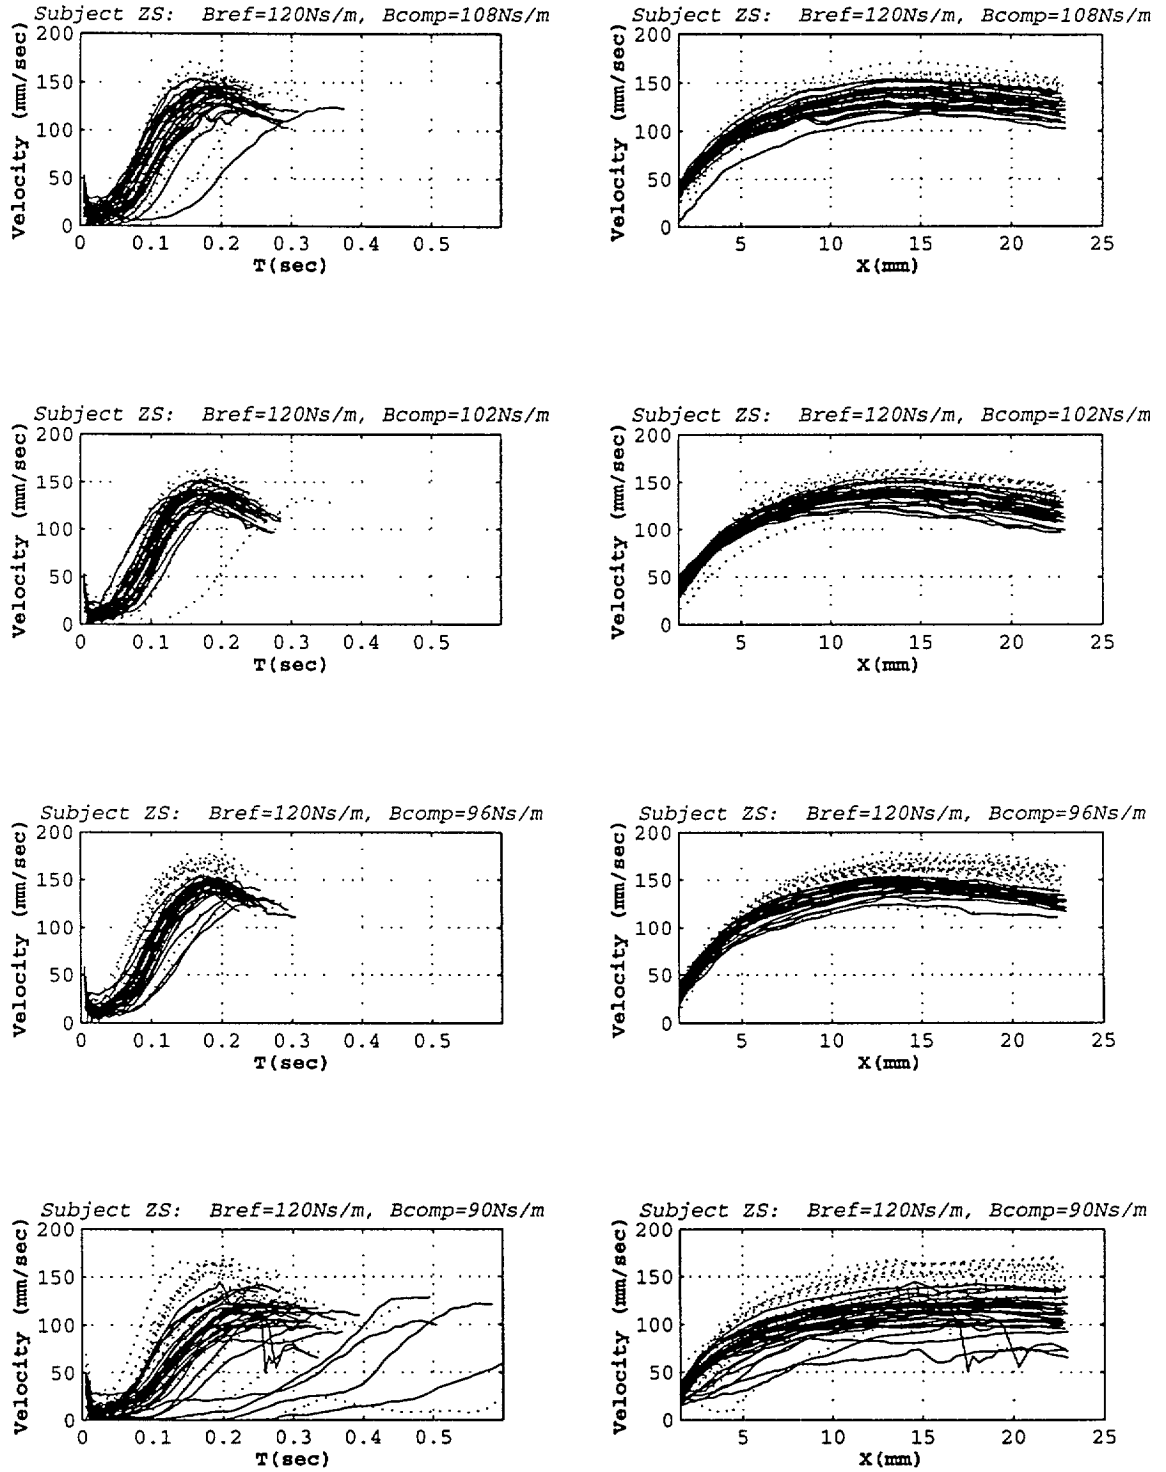 Subject ZS: Bref=120Ns/m, Bcomp=108Ns/m
Velocity (mm/sec)
200
150
100
50
0
0 0.1 0.2 0.3 0.4 0.5
T(sec)
Subject ZS: Bref=120Ns/m, Bcomp=108Ns/m
Velocity (mm/sec)
200
150
100
50
0
5 10 15 20 25
X(mm)
Subject ZS: Bref=120Ns/m, Bcomp=102Ns/m
Velocity (mm/sec)
200
150
100
50
0
0 0.1 0.2 0.3 0.4 0.5
T(sec)
Subject ZS: Bref=120Ns/m, Bcomp=102Ns/m
Velocity (mm/sec)
200
150
100
50
0
5 10 15 20 25
X(mm)
Subject ZS: Bref=120Ns/m, Bcomp=96Ns/m
Velocity (mm/sec)
200
150
100
50
0
0 0.1 0.2 0.3 0.4 0.5
T(sec)
Subject ZS: Bref=120Ns/m, Bcomp=96Ns/m
Velocity (mm/sec)
200
150
100
50
0
5 10 15 20 25
X(mm)
Subject ZS: Bref=120Ns/m, Bcomp=90Ns/m
Velocity (mm/sec)
200
150
100
50
0
0 0.1 0.2 0.3 0.4 0.5
T(sec)
Subject ZS: Bref=120Ns/m, Bcomp=90Ns/m
Velocity (mm/sec)
200
150
100
50
0
5 10 15 20 25
X(mm)